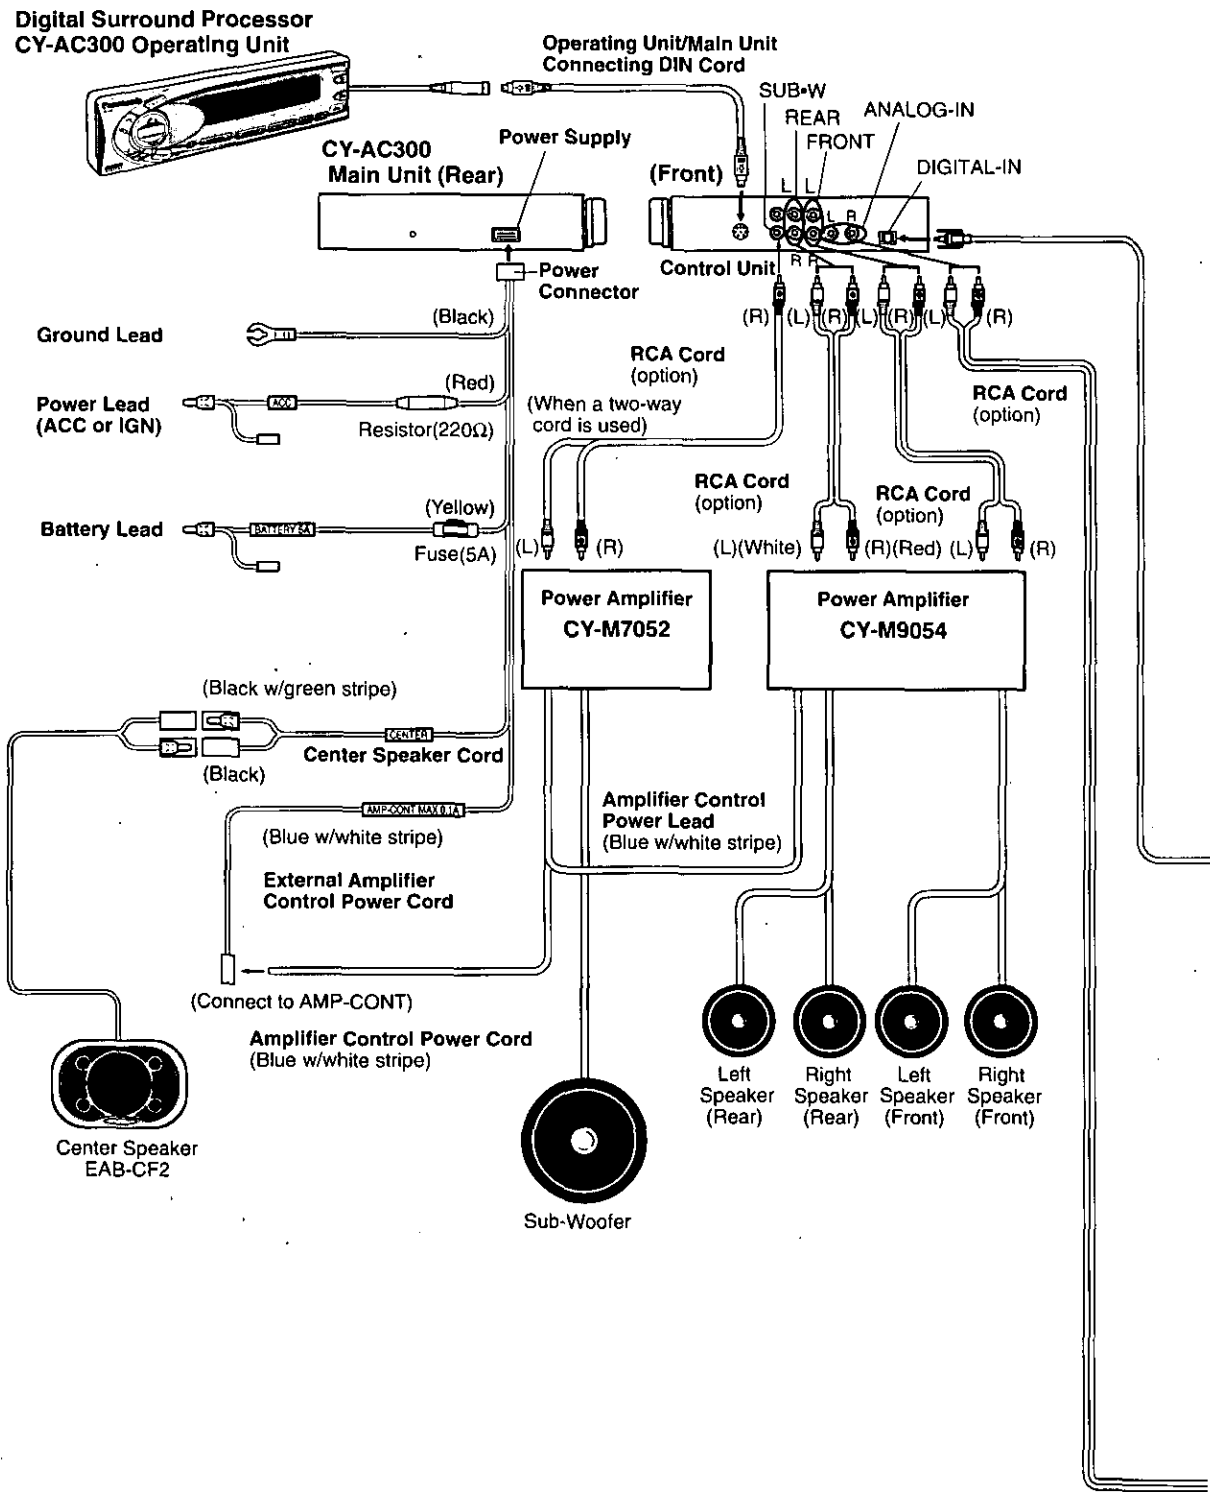 Digital Surround Processor
CY-AC300 Operating Unit
Operating Unit/Main Unit
Connecting DIN Cord
SUB•W
REAR
FRONT
ANALOG-IN
DIGITAL-IN
CY-AC300
Main Unit (Rear)
Power Supply
(Front)
L L
L R
Control Unit
R R
Power
Connector
(R) (L) (R) (L) (R) (L) (R)
Ground Lead
(Black)
RCA Cord
(option)
Power Lead
(ACC or IGN)
ACC
(Red)
Resistor(220Ω)
(When a two-way
cord is used)
RCA Cord
(option)
Battery Lead
BATTERY 5A
(Yellow)
Fuse(5A)
RCA Cord
(option)
RCA Cord
(option)
(L) (R) (L)(White) (R)(Red) (L) (R)
Power Amplifier
CY-M7052
Power Amplifier
CY-M9054
(Black w/green stripe)
CENTER
Center Speaker Cord
(Black)
AMP-CONT MAX 0.1A
(Blue w/white stripe)
Amplifier Control
Power Lead
(Blue w/white stripe)
External Amplifier
Control Power Cord
(Connect to AMP-CONT)
Amplifier Control Power Cord
(Blue w/white stripe)
Left
Speaker
(Rear)
Right
Speaker
(Rear)
Left
Speaker
(Front)
Right
Speaker
(Front)
Center Speaker
EAB-CF2
Sub-Woofer